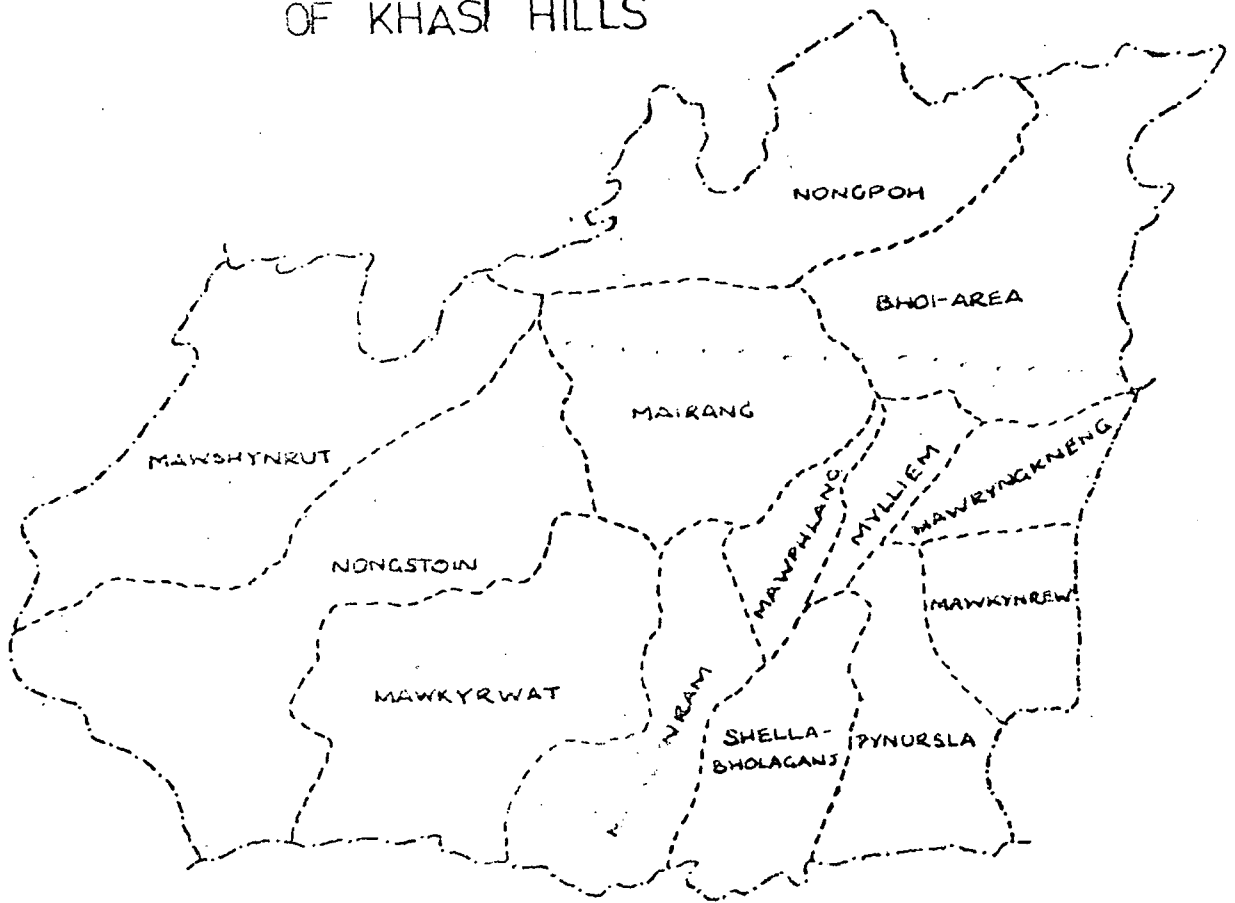 OF KHASI HILLS
NONGPOH
BHOI-AREA
MAIRANG
MAWSHYNRUT
MAWPHLANG
MYLLIEM
MAWRYNGKNENG
NONGSTOIN
MAWKYNREW
MAWKYRWAT
SHELLA-
BHOLAGANJ
PYNURSLA